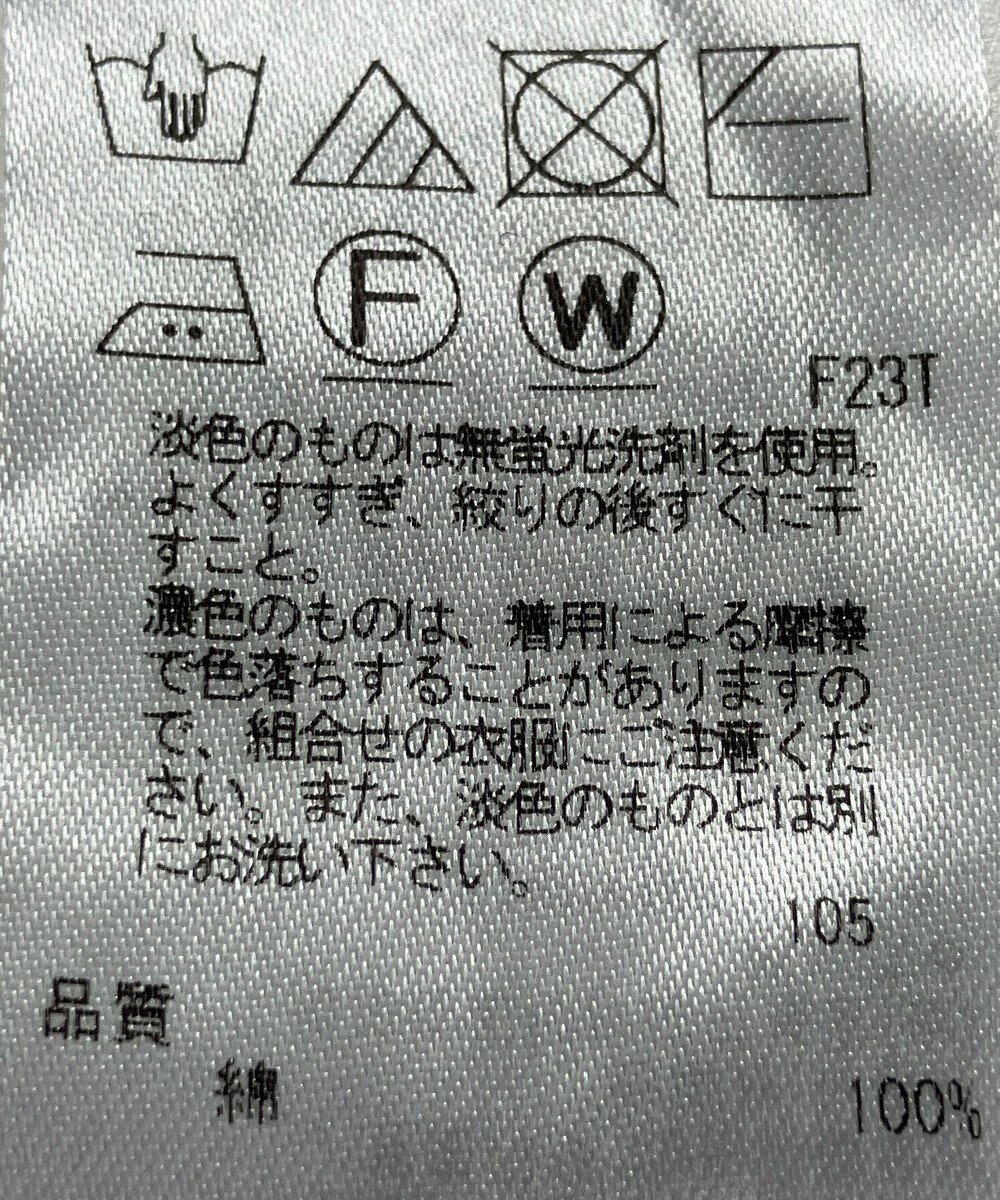 F
W
F23T
淡色のものは無蛍光洗剤を使用。
よくすすぎ、絞りの後すぐに干
すこと。
濃色のものは、着用による摩擦
で色落ちすることがありますの
で、組合せの衣服にご注意くだ
さい。また、淡色のものとは別
にお洗い下さい。
105
品質
綿 100%